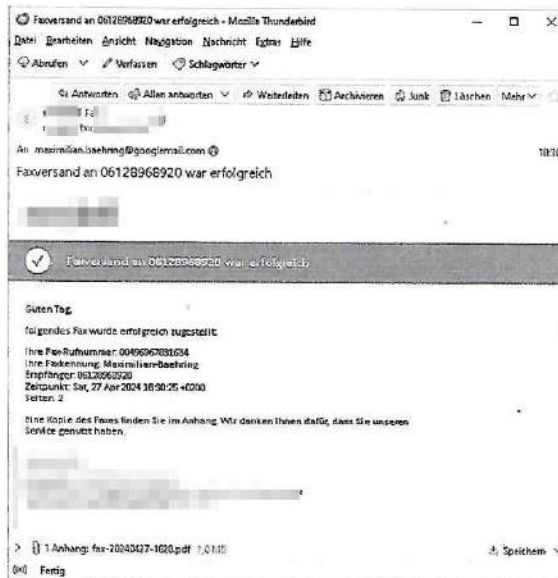 Faxversand an 06128968920 war erfolgreich - Mozilla Thunderbird
Datei Bearbeiten Ansicht Navigation Nachricht Extras Hilfe
Abrufen Verfassen Schlagwörter
Antworten Allen antworten Weiterleiten Archivieren Junk Löschen Mehr
An maximilian.baehring@googlemail.com
Faxversand an 06128968920 war erfolgreich
Faxversand an 06128968920 war erfolgreich
Guten Tag,
folgendes Fax wurde erfolgreich zugestellt:
Ihre Fax-Rufnummer: 00496967831634
Ihre Faxkennung: Maximilian-Baehring
Empfänger: 06128968920
Zeitpunkt: Sat, 27 Apr 2024 18:30:25 +0200
Seiten: 2
Eine Kopie des Faxes finden Sie im Anhang. Wir danken Ihnen dafür, dass Sie unseren
Service genutzt haben.
1 Anhang: fax-20240427-1628.pdf
Speichern
Fertig